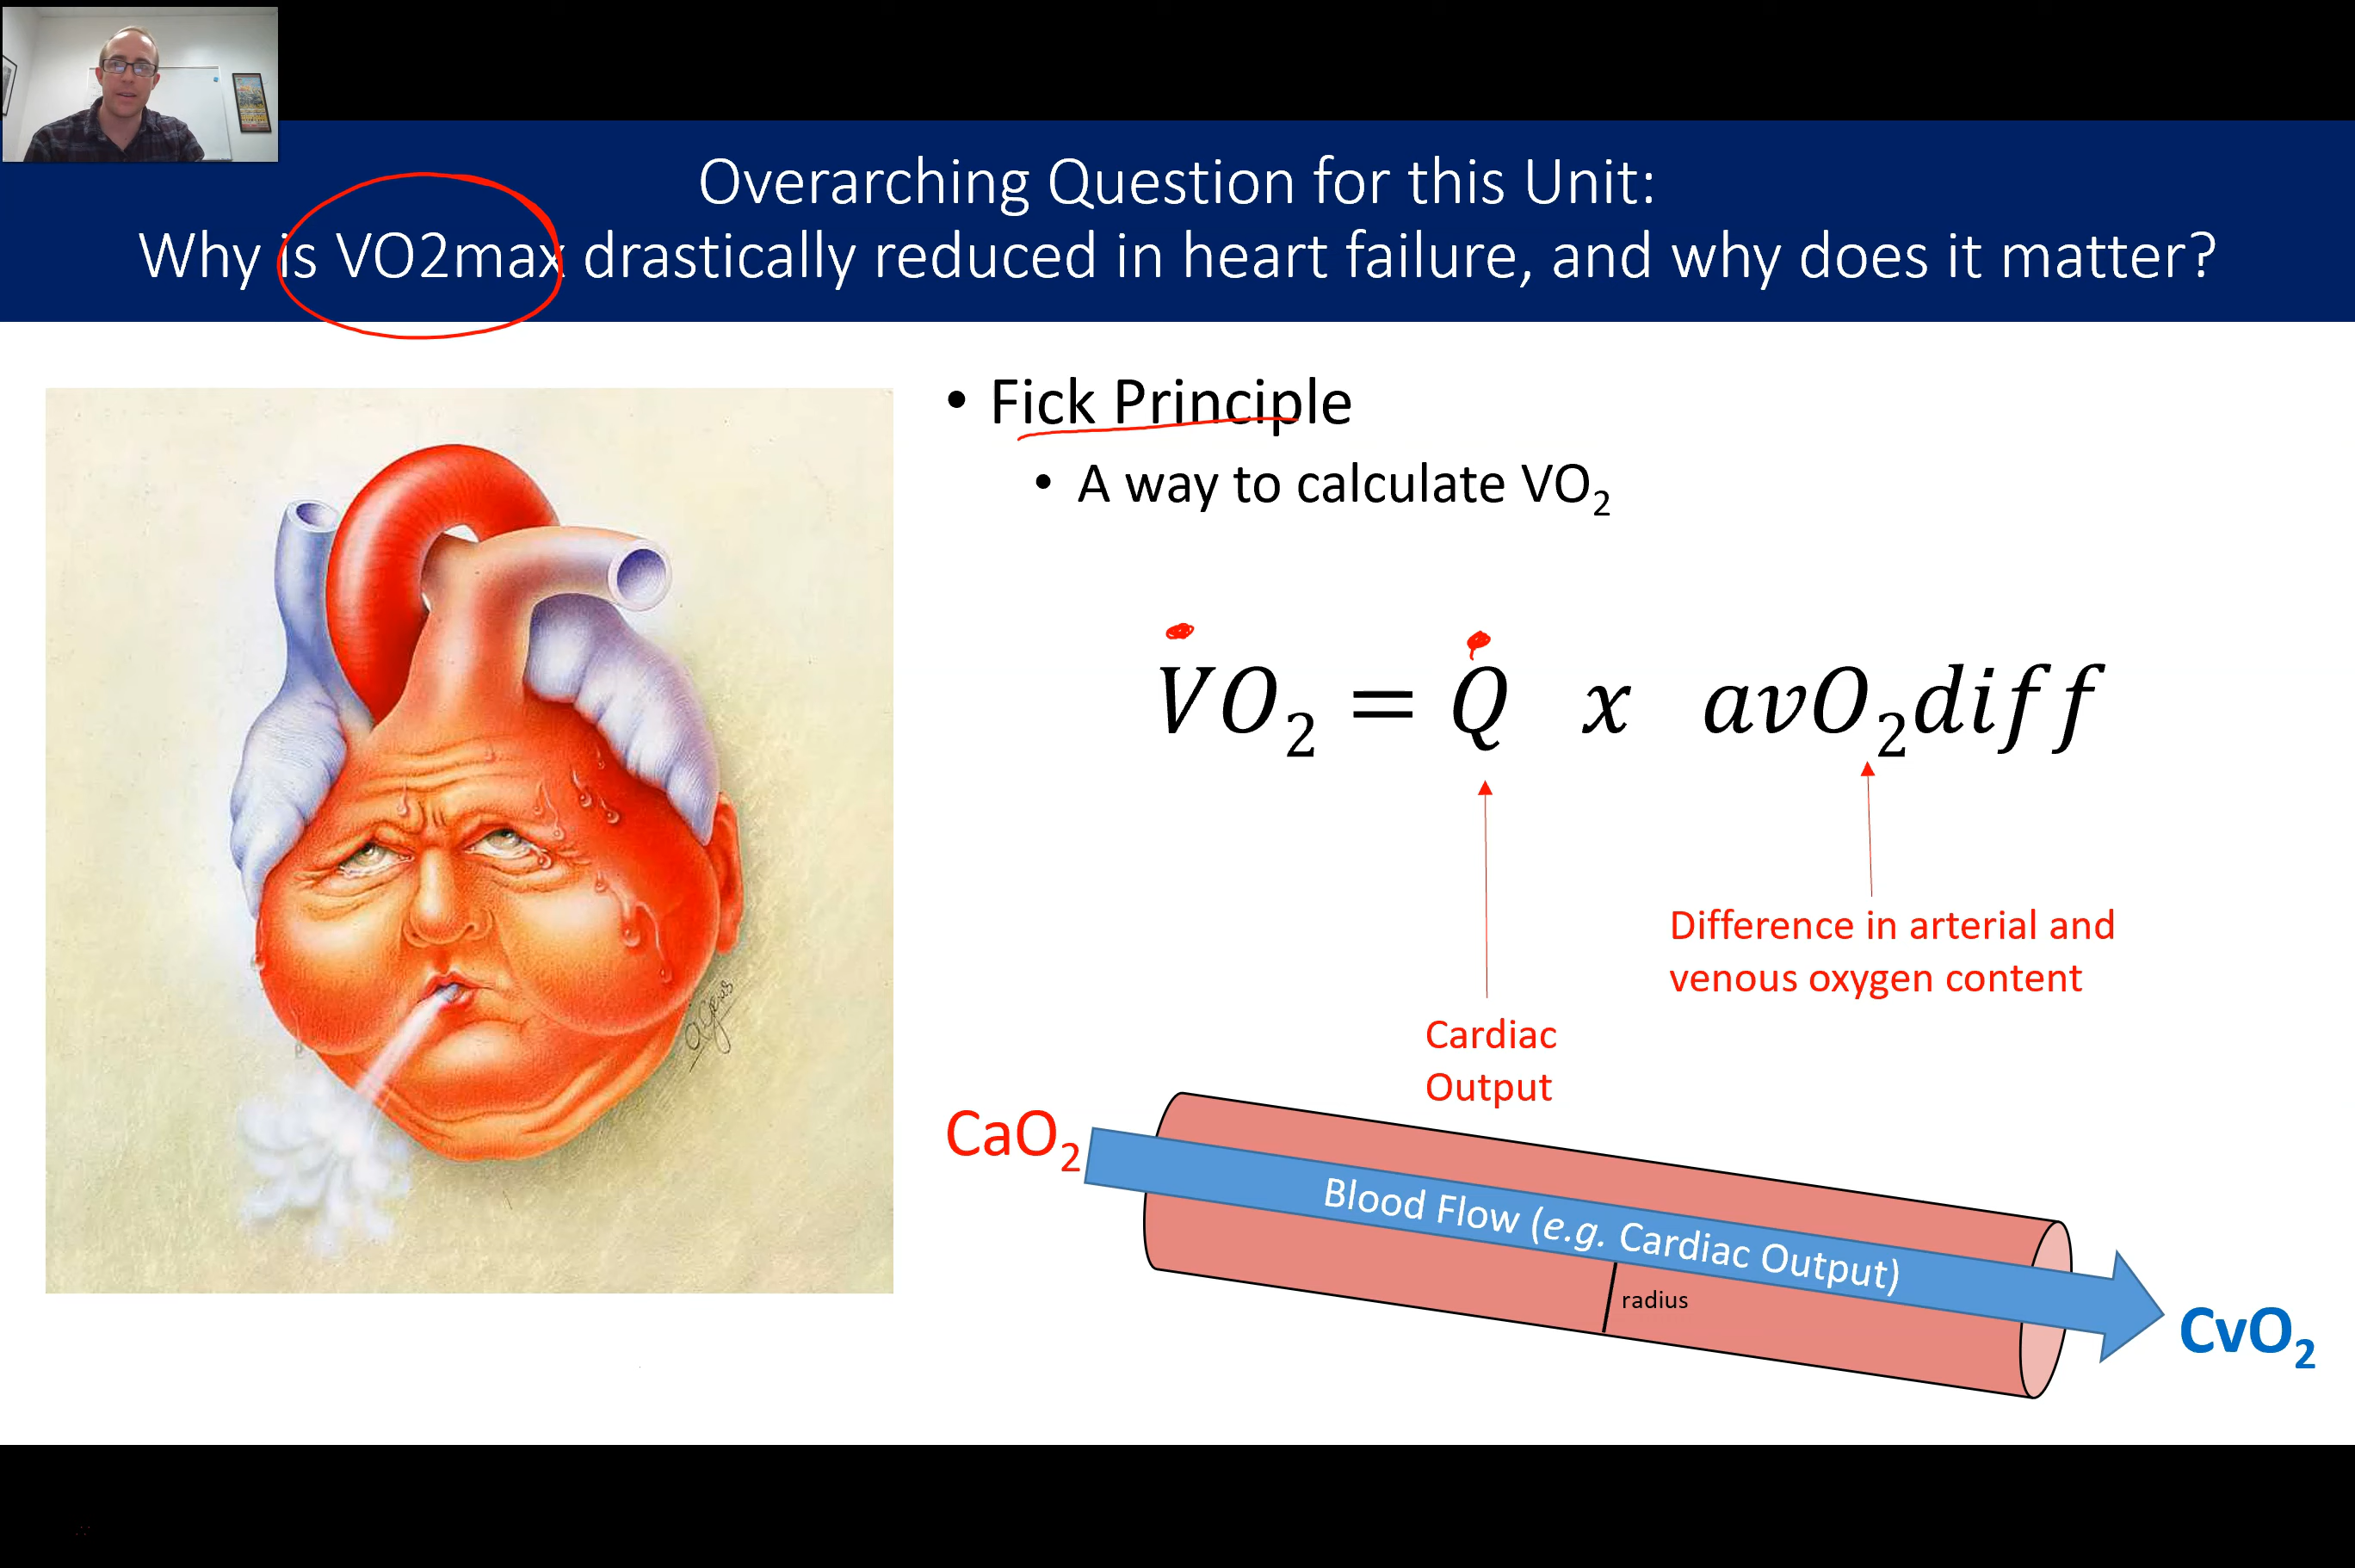 Overarching Question for this Unit:
Why is VO2max drastically reduced in heart failure, and why does it matter?
• Fick Principle
• A way to calculate VO₂
V̇O₂ = Q̇ x avO₂diff
Difference in arterial and
venous oxygen content
Cardiac
Output
CaO₂
Blood Flow (e.g. Cardiac Output)
radius
CvO₂